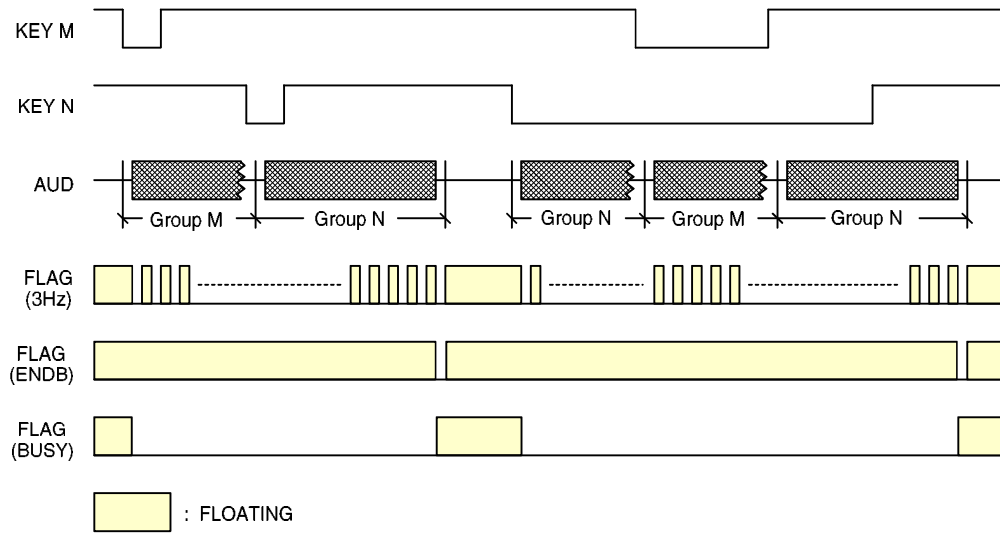 KEY M
KEY N
AUD
Group M
Group N
Group N
Group M
Group N
FLAG
(3Hz)
FLAG
(ENDB)
FLAG
(BUSY)
: FLOATING